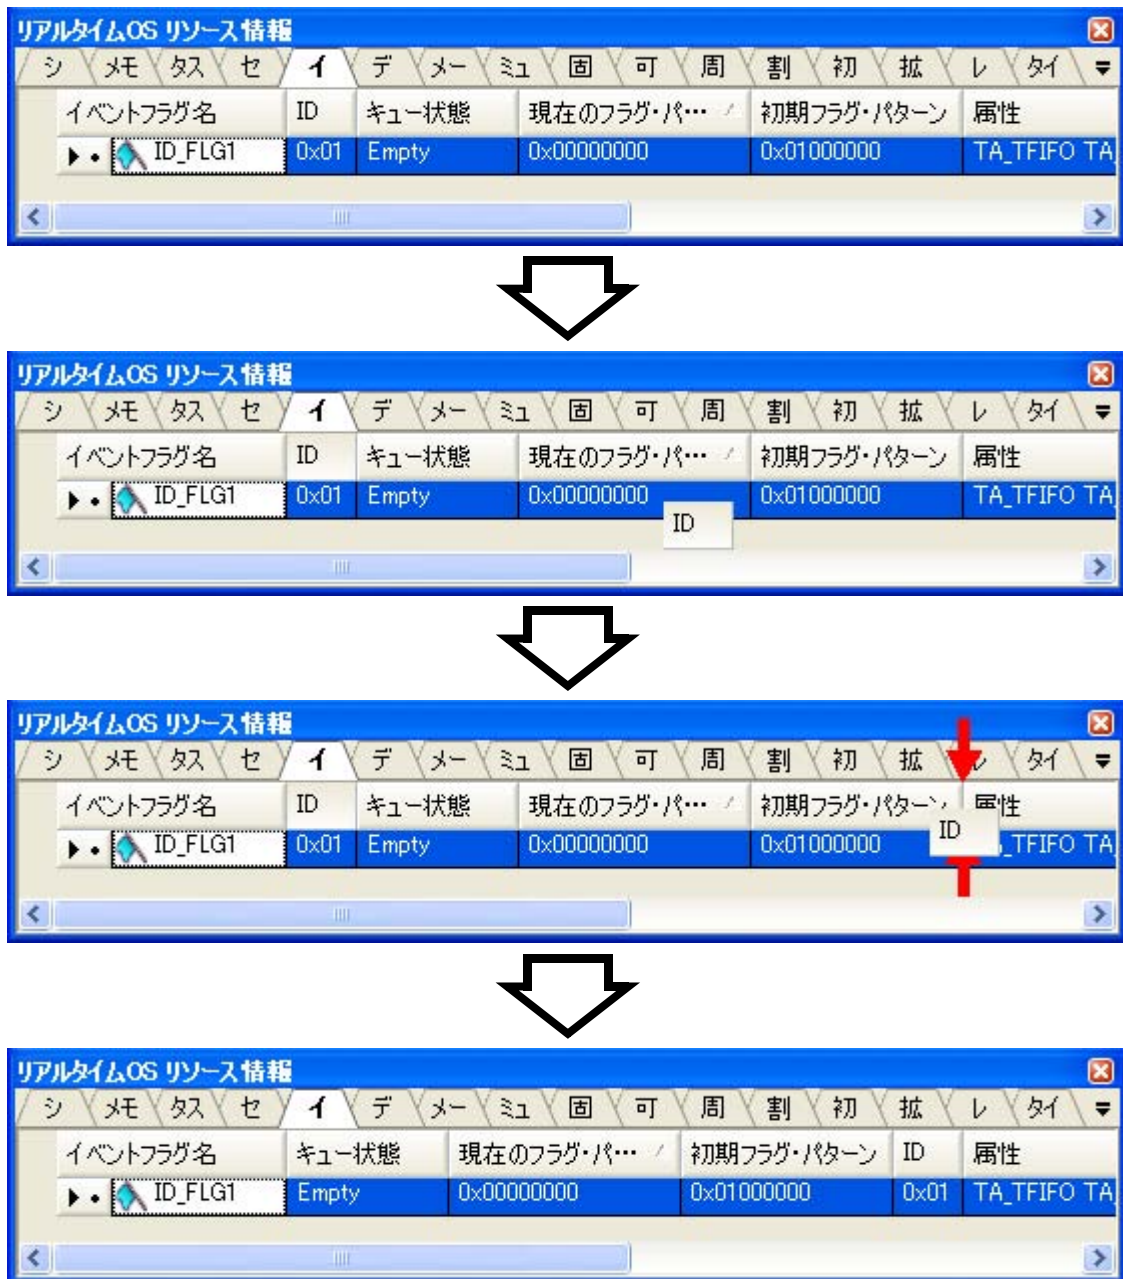 リアルタイムOS リソース情報
シ メモ タス セ イ デ メー ミュ 固 可 周 割 初 拡 レ タイ
イベントフラグ名 ID キュー状態 現在のフラグ・パ… 初期フラグ・パターン 属性
ID_FLG1 0x01 Empty 0x00000000 0x01000000 TA_TFIFO TA_
リアルタイムOS リソース情報
シ メモ タス セ イ デ メー ミュ 固 可 周 割 初 拡 レ タイ
イベントフラグ名 ID キュー状態 現在のフラグ・パ… 初期フラグ・パターン 属性
ID_FLG1 0x01 Empty 0x00000000 0x01000000 TA_TFIFO TA_
ID
リアルタイムOS リソース情報
シ メモ タス セ イ デ メー ミュ 固 可 周 割 初 拡 レ タイ
イベントフラグ名 ID キュー状態 現在のフラグ・パ… 初期フラグ・パターン 属性
ID
ID_FLG1 0x01 Empty 0x00000000 0x01000000 _TFIFO TA_
リアルタイムOS リソース情報
シ メモ タス セ イ デ メー ミュ 固 可 周 割 初 拡 レ タイ
イベントフラグ名 キュー状態 現在のフラグ・パ… 初期フラグ・パターン ID 属性
ID_FLG1 Empty 0x00000000 0x01000000 0x01 TA_TFIFO TA_